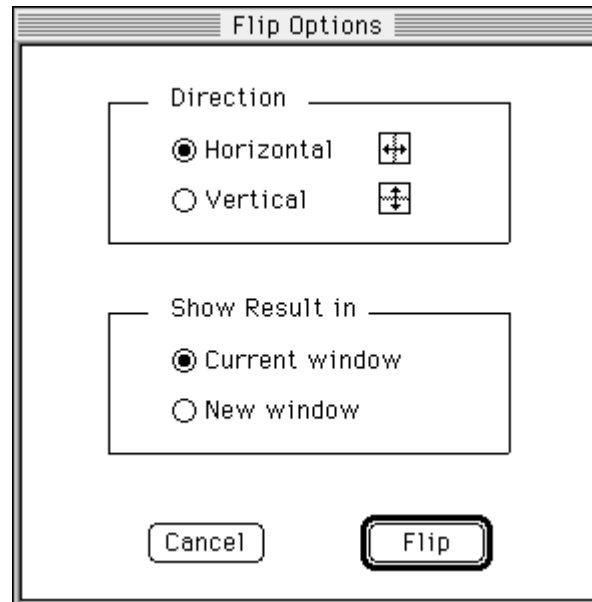 Flip Options
Direction
Horizontal
Vertical
Show Result in
Current window
New window
Cancel
Flip